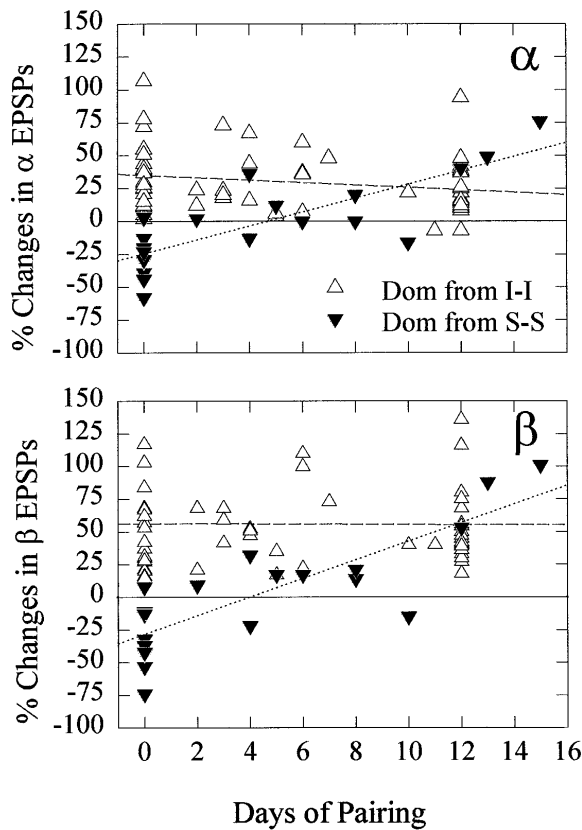 150
125
100
75
50
25
0
-25
-50
-75
-100
% Changes in α EPSPs
α
Dom from I-I
Dom from S-S
150
125
100
75
50
25
0
-25
-50
-75
-100
% Changes in β EPSPs
β
0 2 4 6 8 10 12 14 16
Days of Pairing